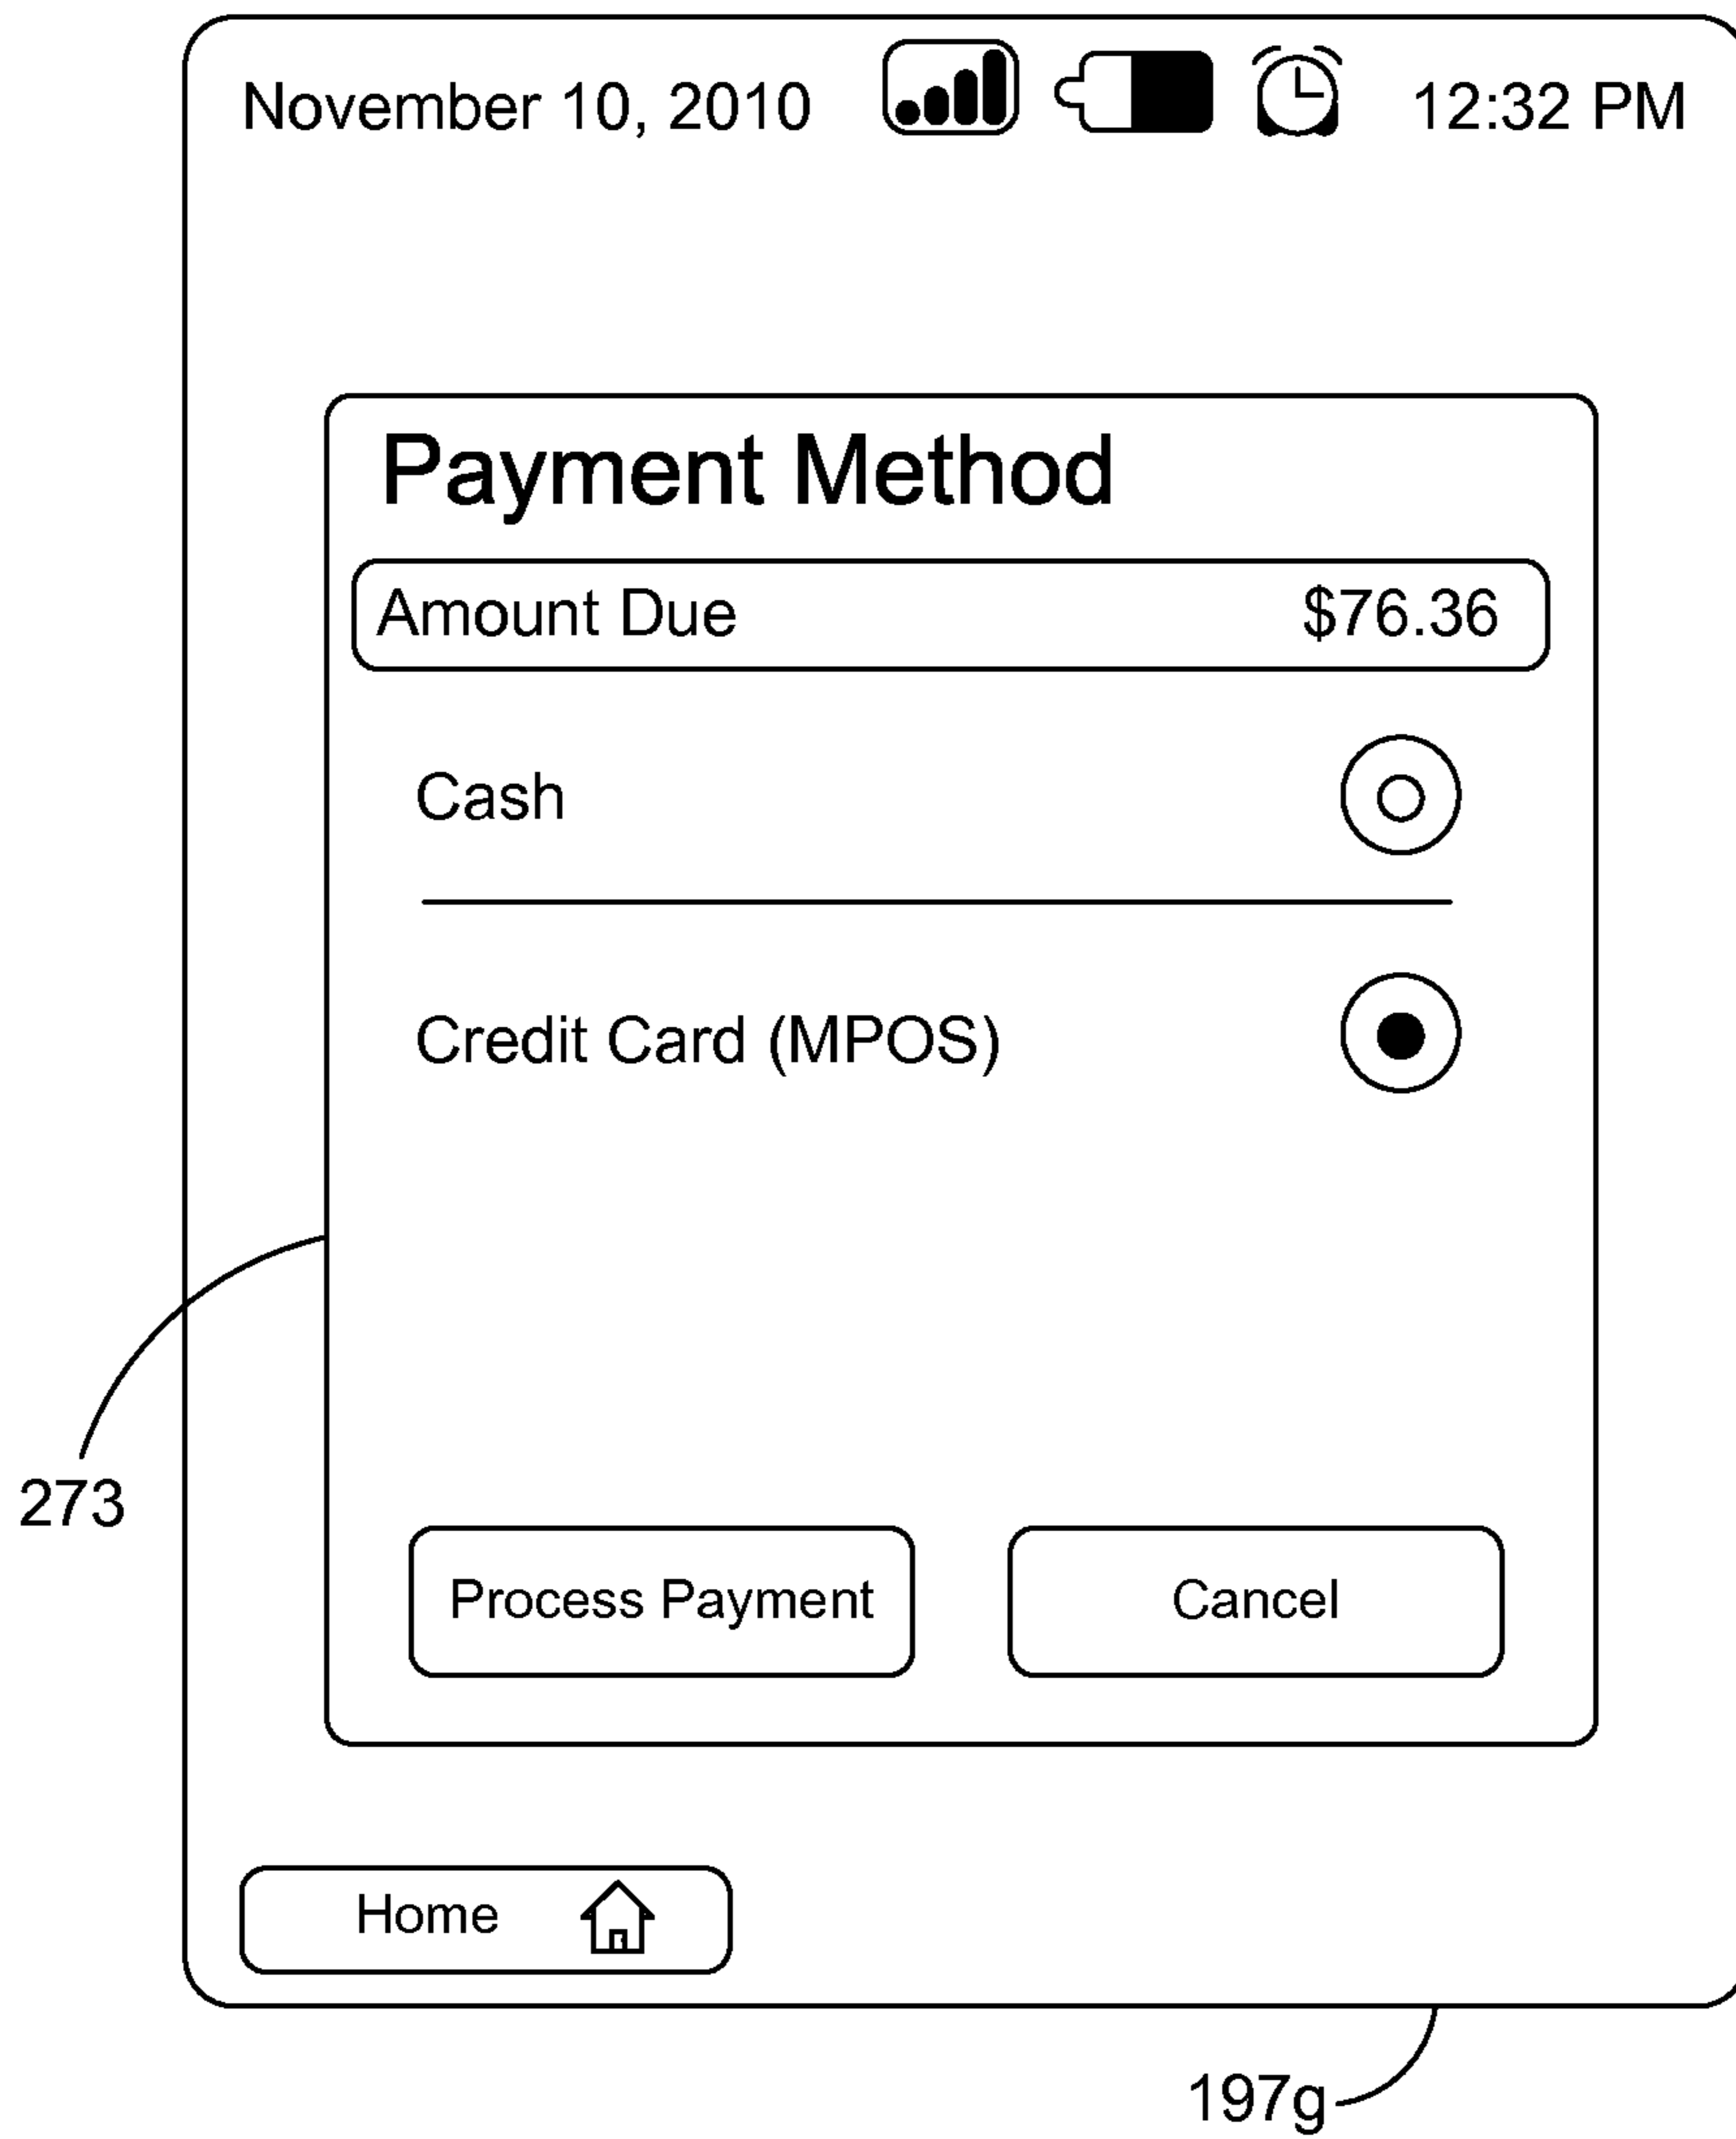 November 10, 2010 12:32 PM
Payment Method
Amount Due $76.36
Cash
Credit Card (MPOS)
273
Process Payment Cancel
Home
197g